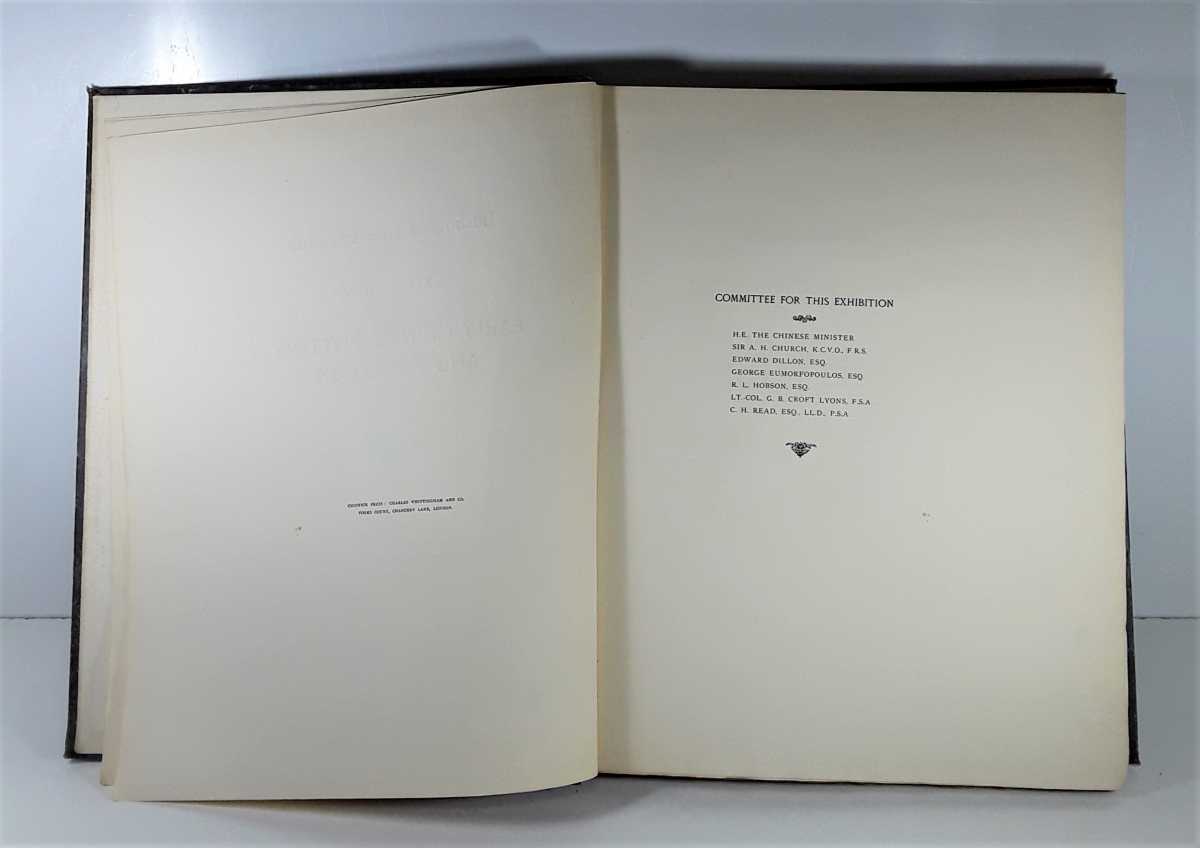 CHISWICK PRESS: CHARLES WHITTINGHAM AND CO.
TOOKS COURT, CHANCERY LANE, LONDON.
COMMITTEE FOR THIS EXHIBITION
H.E. THE CHINESE MINISTER
SIR A. H. CHURCH, K.C.V.O., F.R.S.
EDWARD DILLON, ESQ.
GEORGE EUMORFOPOULOS, ESQ.
R. L. HOBSON, ESQ.
LT.-COL. G. B. CROFT LYONS, F.S.A.
C. H. READ, ESQ., LL.D., P.S.A.